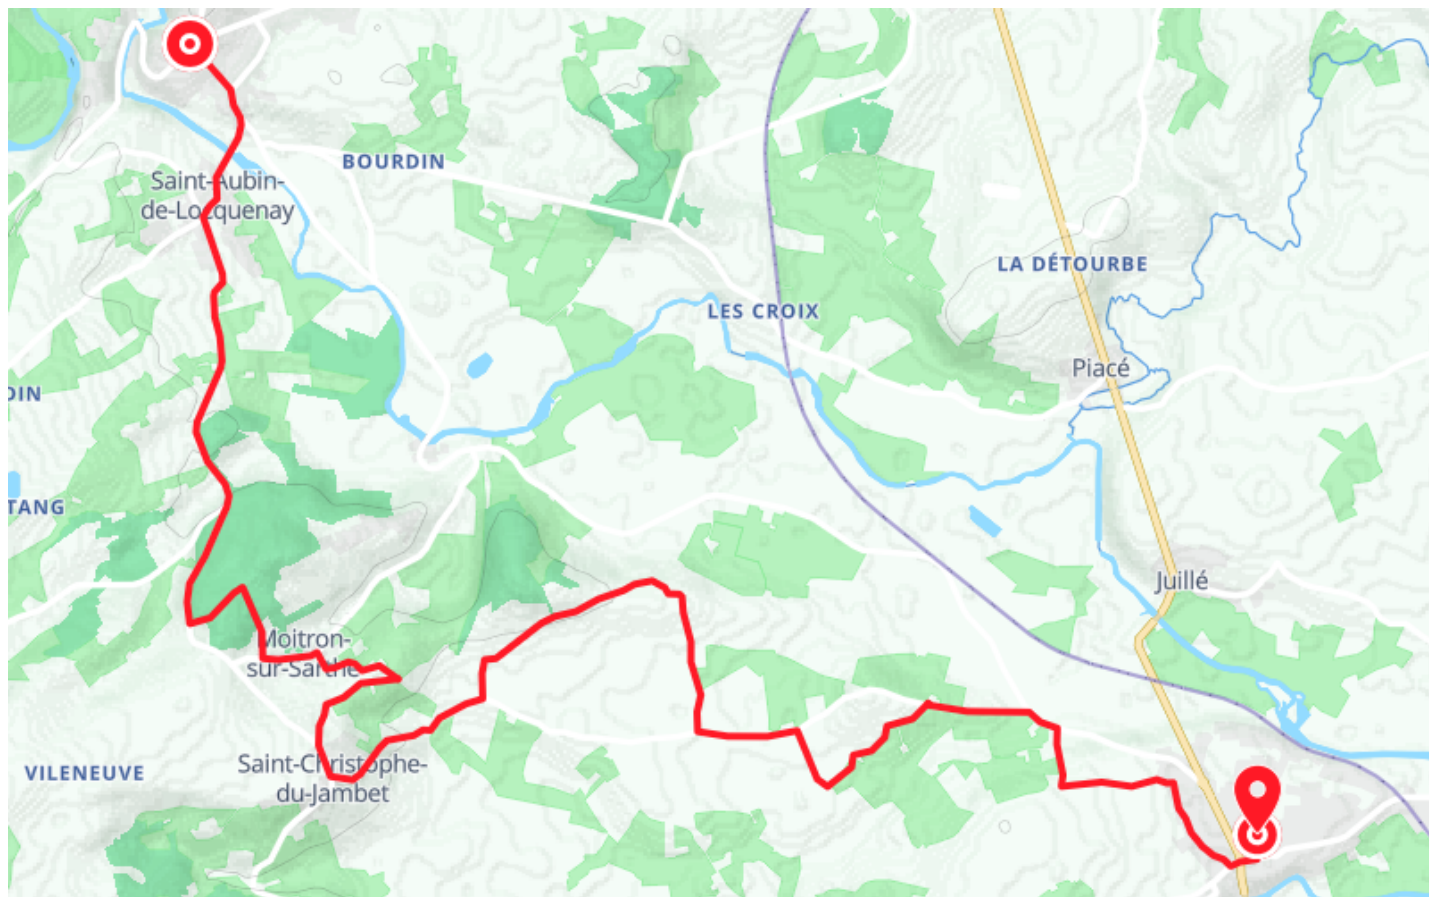 BOURDIN
Saint-Aubin-
de-Locquenay
LA DÉTOURBE
LES CROIX
Piacé
DIN
TANG
Juillé
Moitron-
sur-Sarthe
Saint-Christophe-
du-Jambet
VILENEUVE